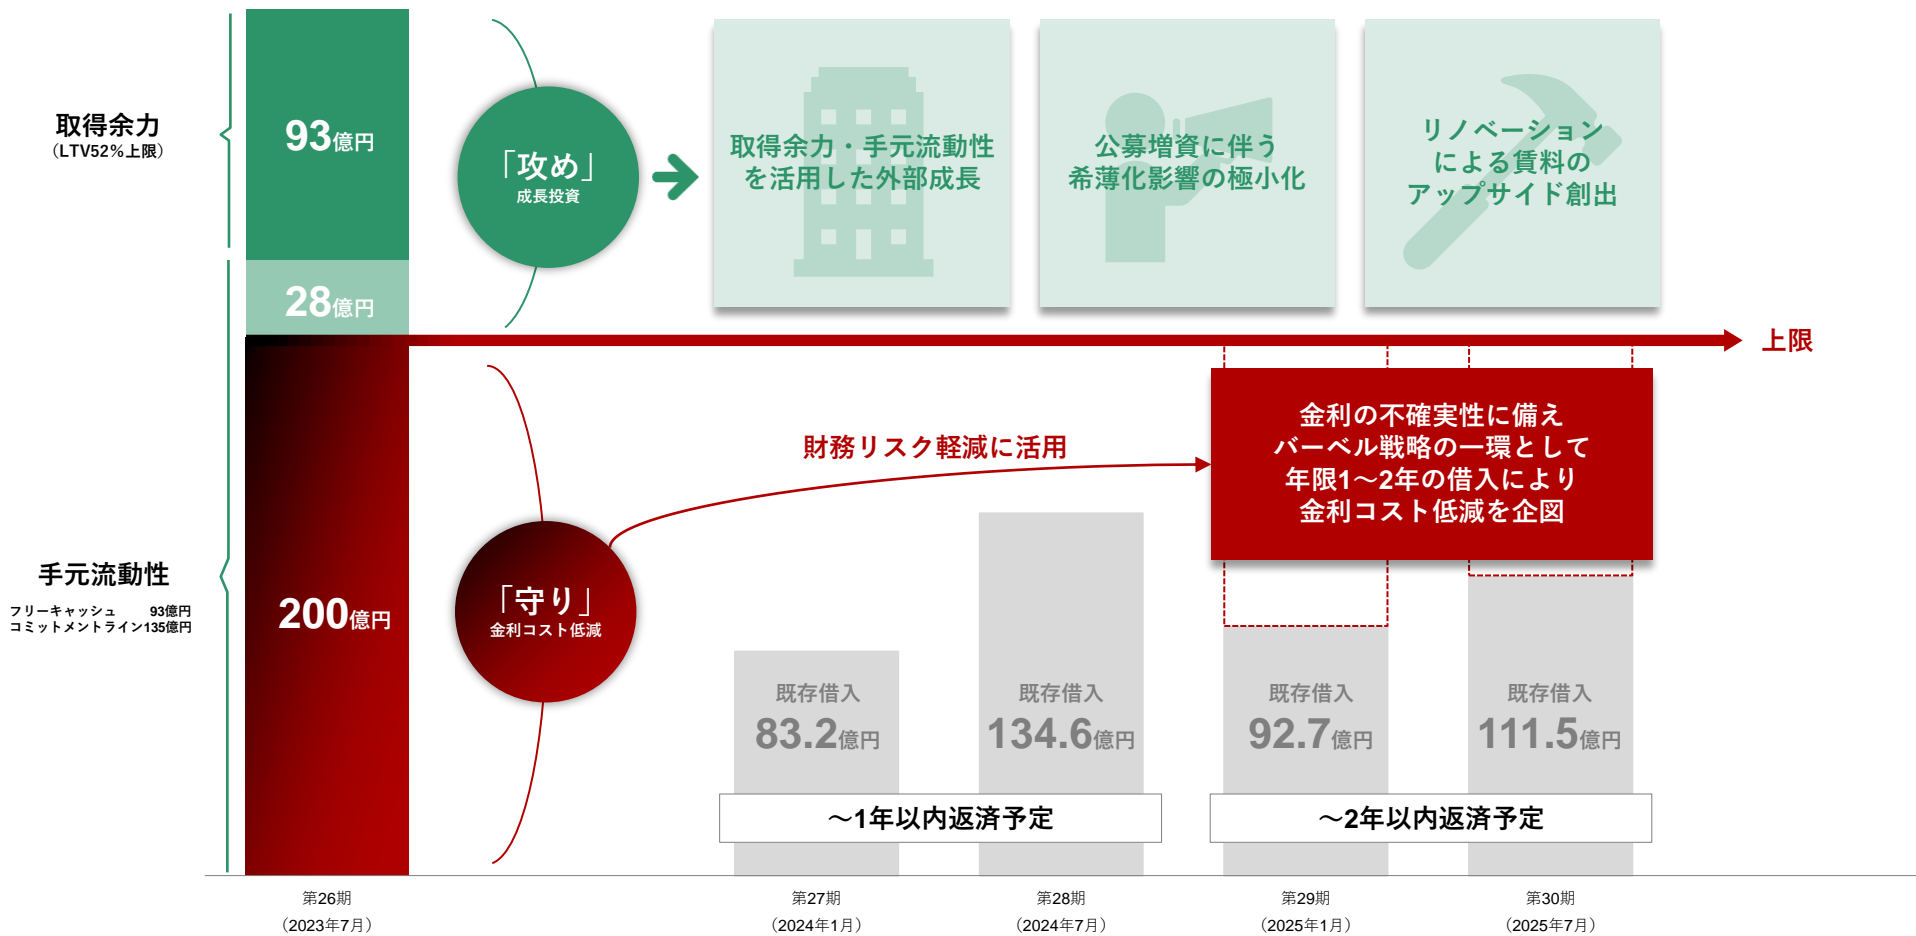 取得余力
（LTV52％上限）
93億円
28億円
「攻め」
成長投資
取得余力・手元流動性
を活用した外部成長
公募増資に伴う
希薄化影響の極小化
リノベーション
による賃料の
アップサイド創出
上限
手元流動性
フリーキャッシュ 93億円
コミットメントライン135億円
200億円
「守り」
金利コスト低減
財務リスク軽減に活用
金利の不確実性に備え
バーベル戦略の一環として
年限1～2年の借入により
金利コスト低減を企図
既存借入
83.2億円
既存借入
134.6億円
既存借入
92.7億円
既存借入
111.5億円
～1年以内返済予定
～2年以内返済予定
第26期
（2023年7月）
第27期
（2024年1月）
第28期
（2024年7月）
第29期
（2025年1月）
第30期
（2025年7月）